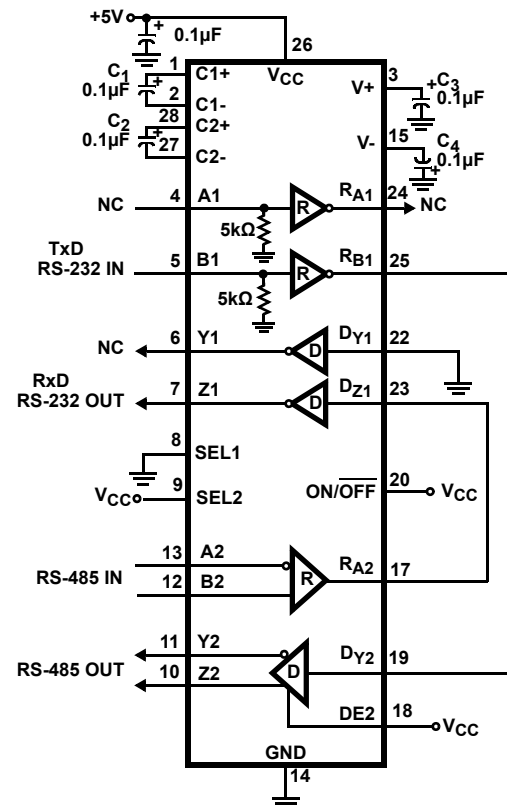 +5V
0.1µF
26
VCC
1
C1+
C1
0.1µF
2
C1-
28
C2+
C2
0.1µF
27
C2-
3
V+
C3
0.1µF
15
V-
C4
0.1µF
NC
4
A1
R
RA1
24
NC
5kΩ
TxD
RS-232 IN
5
B1
R
RB1
25
5kΩ
NC
6
Y1
D
DY1
22
RxD
RS-232 OUT
7
Z1
D
DZ1
23
8
SEL1
VCC
9
SEL2
ON/OFF
20
VCC
RS-485 IN
13
A2
12
B2
R
RA2
17
RS-485 OUT
11
Y2
10
Z2
D
DY2
19
DE2
18
VCC
GND
14